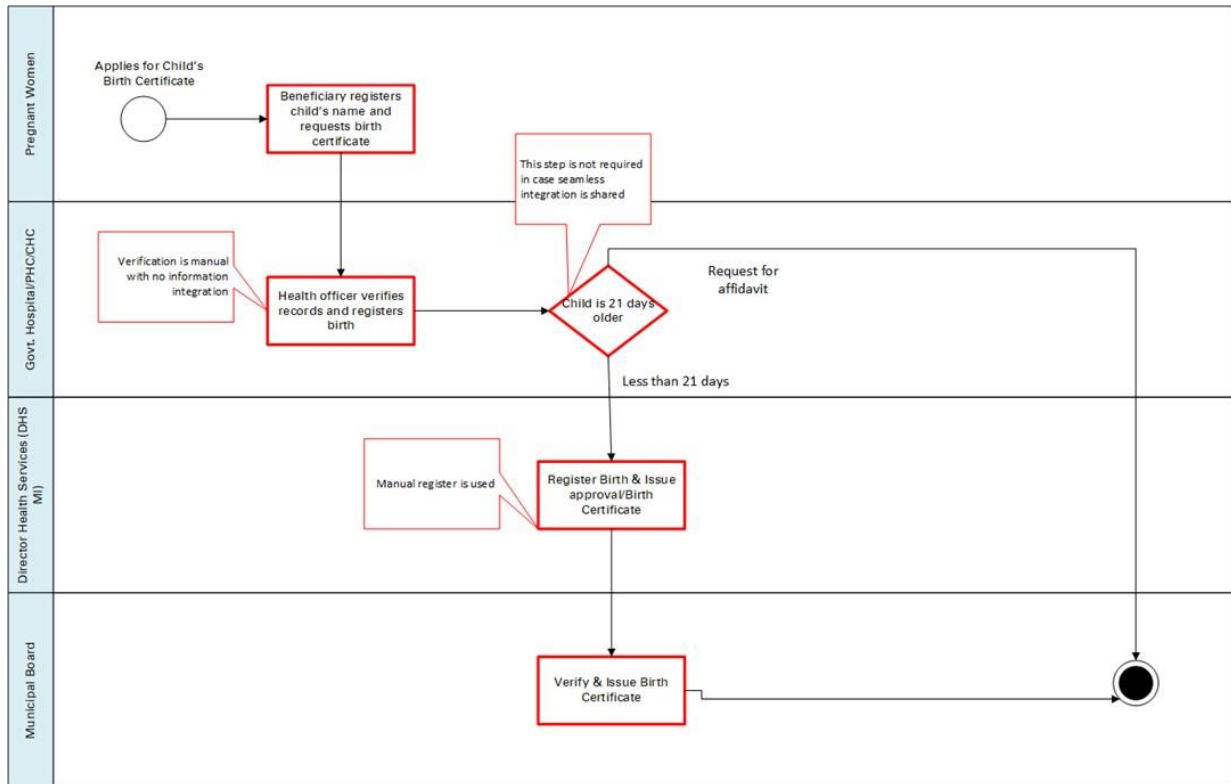 Pregnant Women
Applies for Child's
Birth Certificate
Beneficiary registers
child's name and
requests birth
certificate
This step is not required
in case seamless
integration is shared
Govt. Hospital/PHC/CHC
Verification is manual
with no information
integration
Health officer verifies
records and registers
birth
Child is 21 days
older
Request for
affidavit
Less than 21 days
Director Health Services (DHS
MI)
Manual register is used
Register Birth & Issue
approval/Birth
Certificate
Municipal Board
Verify & Issue Birth
Certificate